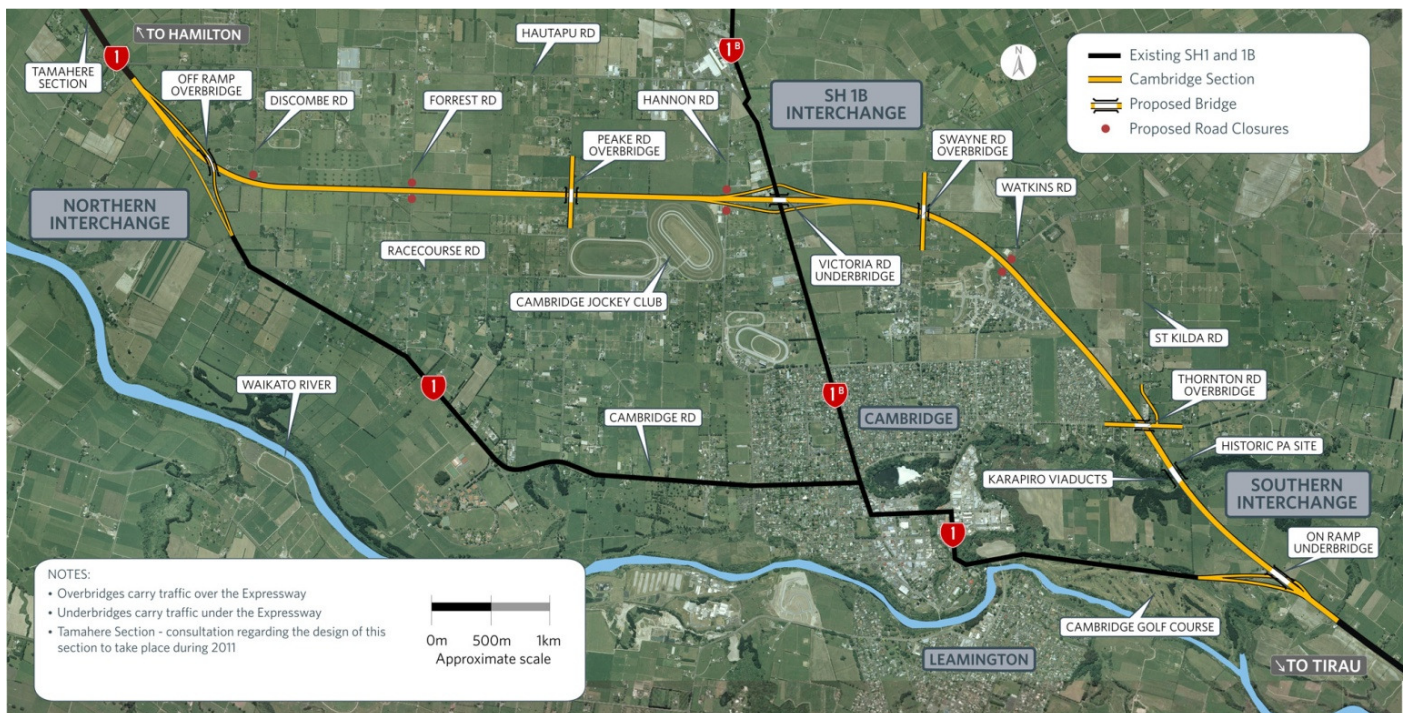 ↖TO HAMILTON
1
TAMAHERE
SECTION
OFF RAMP
OVERBRIDGE
DISCOMBE RD
HAUTAPU RD
FORREST RD
PEAKE RD
OVERBRIDGE
HANNON RD
1B
SH 1B
INTERCHANGE
SWAYNE RD
OVERBRIDGE
WATKINS RD
N
Existing SH1 and 1B
Cambridge Section
Proposed Bridge
Proposed Road Closures
NORTHERN
INTERCHANGE
RACECOURSE RD
CAMBRIDGE JOCKEY CLUB
VICTORIA RD
UNDERBRIDGE
WAIKATO RIVER
1
CAMBRIDGE RD
1B
CAMBRIDGE
ST KILDA RD
THORNTON RD
OVERBRIDGE
HISTORIC PA SITE
KARAPIRO VIADUCTS
SOUTHERN
INTERCHANGE
1
ON RAMP
UNDERBRIDGE
CAMBRIDGE GOLF COURSE
LEAMINGTON
↘TO TIRAU
NOTES:
• Overbridges carry traffic over the Expressway
• Underbridges carry traffic under the Expressway
• Tamahere Section - consultation regarding the design of this
section to take place during 2011
0m 500m 1km
Approximate scale